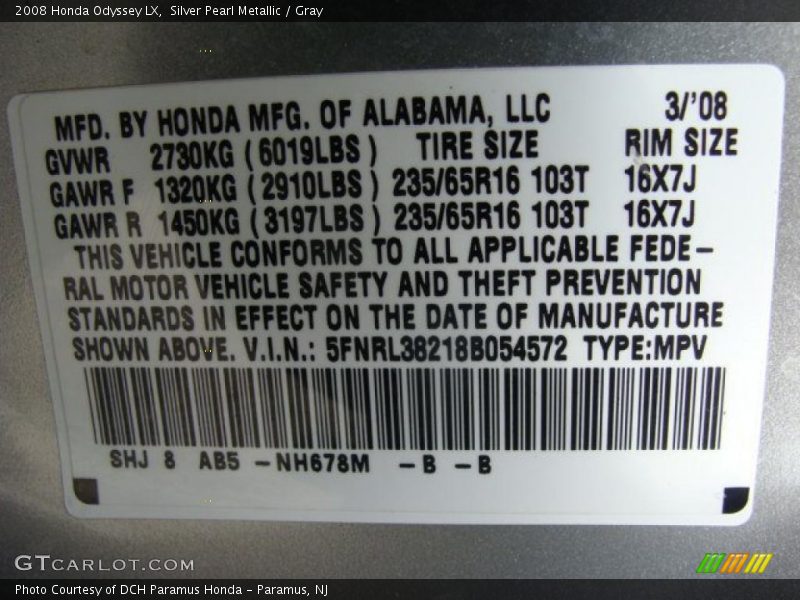 2008 Honda Odyssey LX, Silver Pearl Metallic / Gray
MFD. BY HONDA MFG. OF ALABAMA, LLC 3/'08
GVWR 2730KG (6019LBS) TIRE SIZE RIM SIZE
GAWR F 1320KG (2910LBS) 235/65R16 103T 16X7J
GAWR R 1450KG (3197LBS) 235/65R16 103T 16X7J
THIS VEHICLE CONFORMS TO ALL APPLICABLE FEDE-
RAL MOTOR VEHICLE SAFETY AND THEFT PREVENTION
STANDARDS IN EFFECT ON THE DATE OF MANUFACTURE
SHOWN ABOVE. V.I.N.: 5FNRL38218B054572 TYPE:MPV
SHJ 8 AB5 -NH678M -B -B
GTCARLOT.COM
Photo Courtesy of DCH Paramus Honda - Paramus, NJ